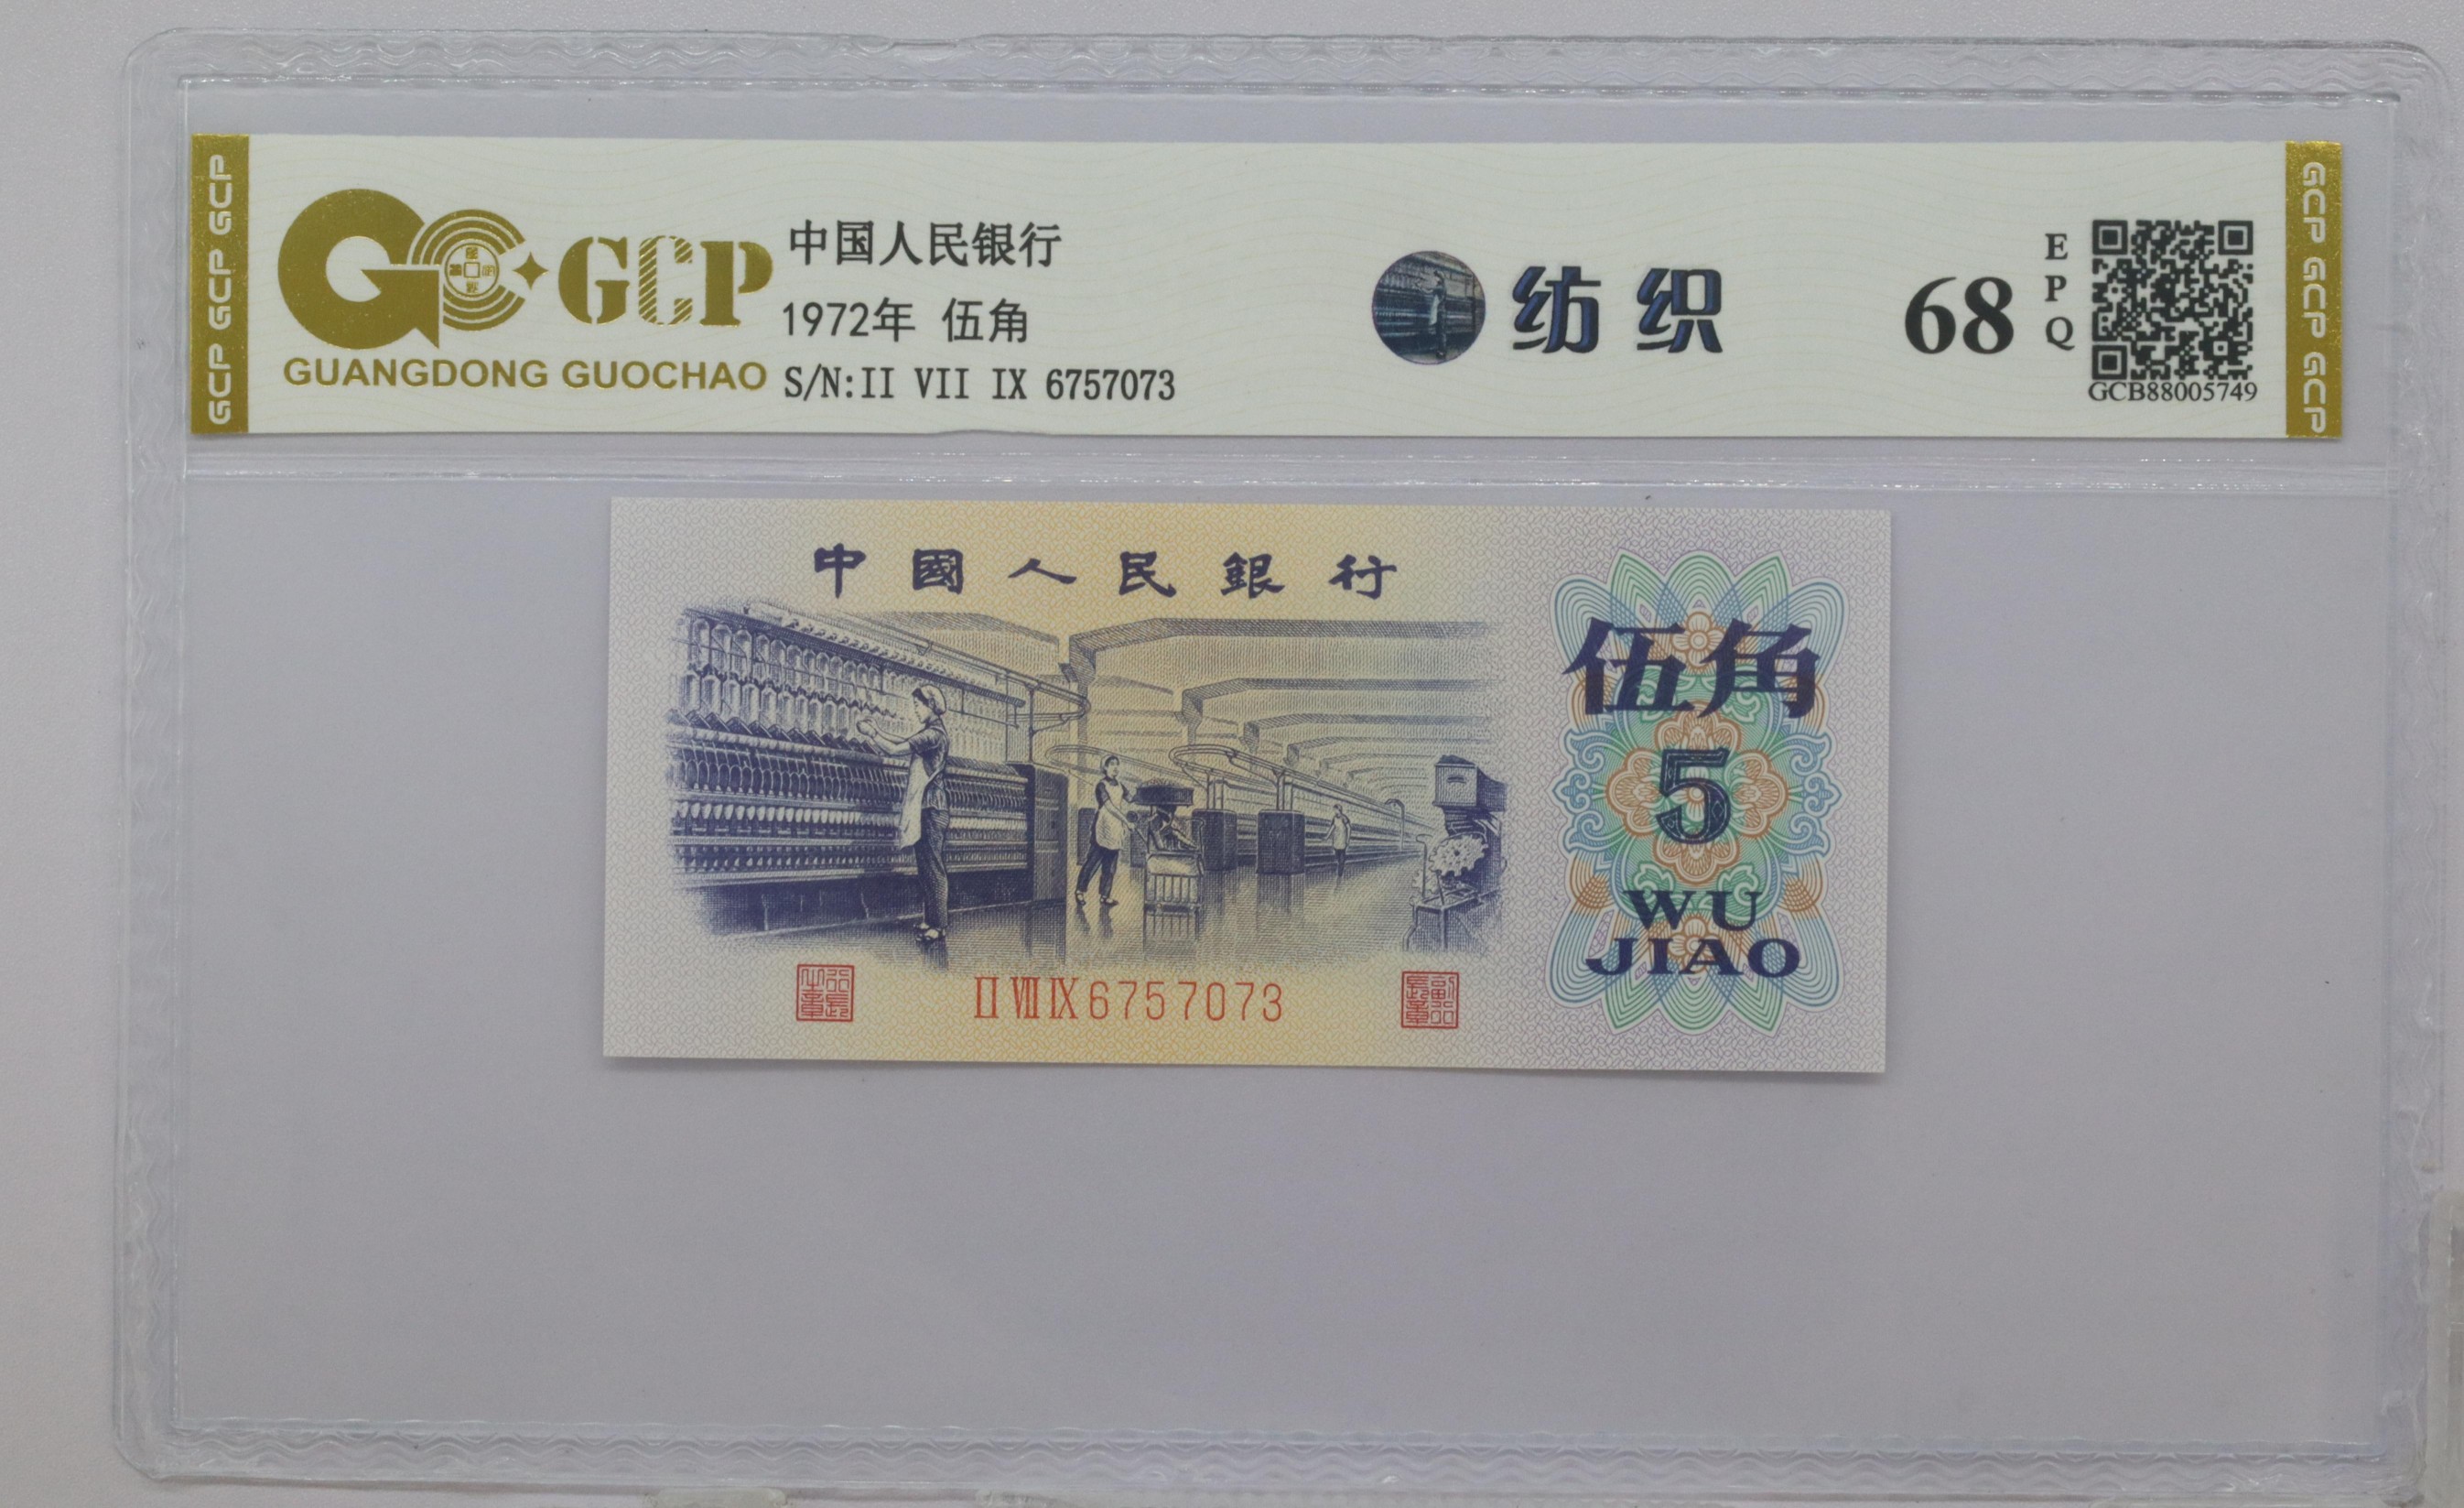 GCP GCP GCP
GCP
GUANGDONG GUOCHAO
中国人民银行
1972年 伍角
S/N:II VII IX 6757073
纺织
68
EPQ
GCB88005749
GCP GCP GCP
中國人民銀行
伍角
5
WU
JIAO
II VII IX 6757073